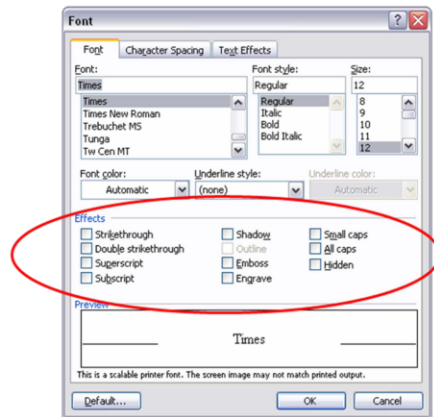 Font
Font Character Spacing Text Effects
Font: Font style: Size:
Times Regular 12
Times Regular 8
Times New Roman Italic 9
Trebuchet MS Bold 10
Tunga Bold Italic 11
Tw Cen MT 12
Font color: Underline style: Underline color:
Automatic (none) Automatic
Effects
Strikethrough Shadow Small caps
Double strikethrough Outline All caps
Superscript Emboss Hidden
Subscript Engrave
Preview
Times
This is a scalable printer font. The screen image may not match printed output.
Default... OK Cancel